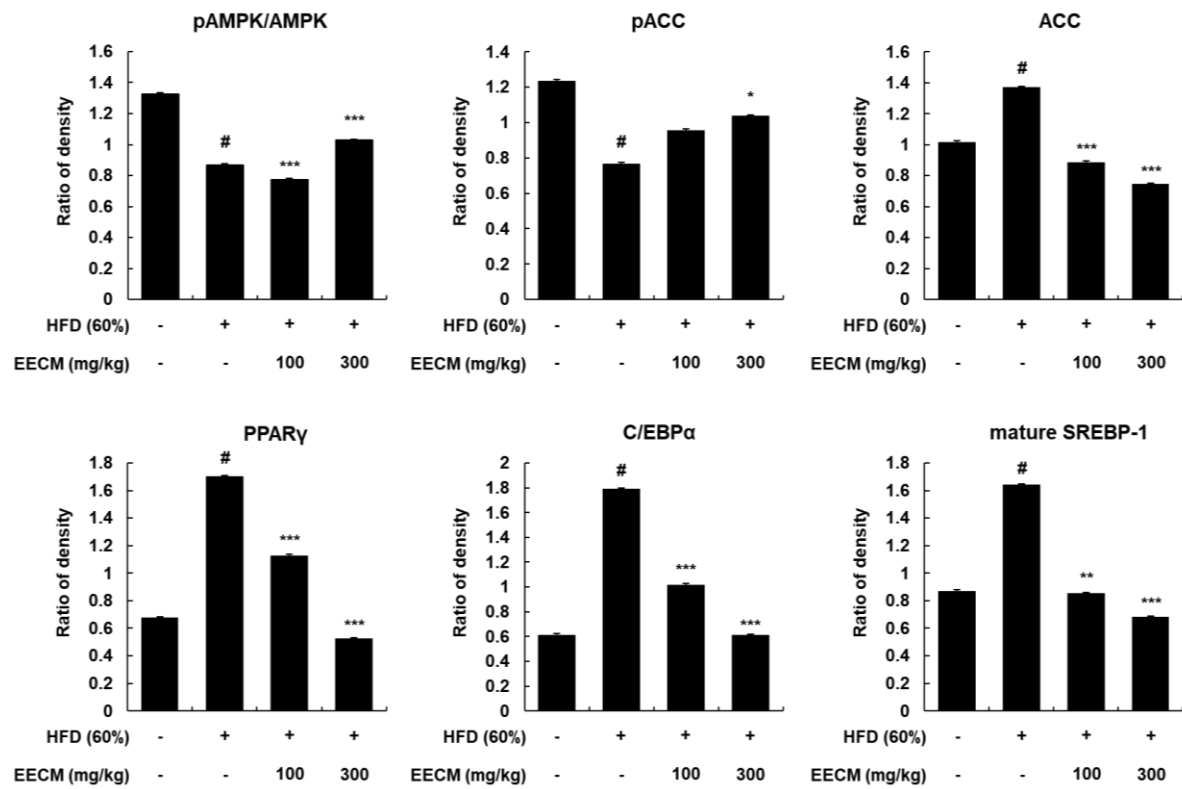 pAMPK/AMPK
Ratio of density
1.6
1.4
1.2
1
0.8
0.6
0.4
0.2
0
#
***
***
HFD (60%) - + + +
EECM (mg/kg) - - 100 300
pACC
Ratio of density
1.4
1.2
1
0.8
0.6
0.4
0.2
0
#
*
- + + +
- - 100 300
HFD (60%)
EECM (mg/kg)
ACC
Ratio of density
1.6
1.4
1.2
1
0.8
0.6
0.4
0.2
0
#
***
***
HFD (60%) - + + +
EECM (mg/kg) - - 100 300
PPARγ
Ratio of density
1.8
1.6
1.4
1.2
1
0.8
0.6
0.4
0.2
0
#
***
***
HFD (60%) - + + +
EECM (mg/kg) - - 100 300
C/EBPα
Ratio of density
2
1.8
1.6
1.4
1.2
1
0.8
0.6
0.4
0.2
0
#
***
***
HFD (60%) - + + +
EECM (mg/kg) - - 100 300
mature SREBP-1
Ratio of density
1.8
1.6
1.4
1.2
1
0.8
0.6
0.4
0.2
0
#
**
***
HFD (60%) - + + +
EECM (mg/kg) - - 100 300